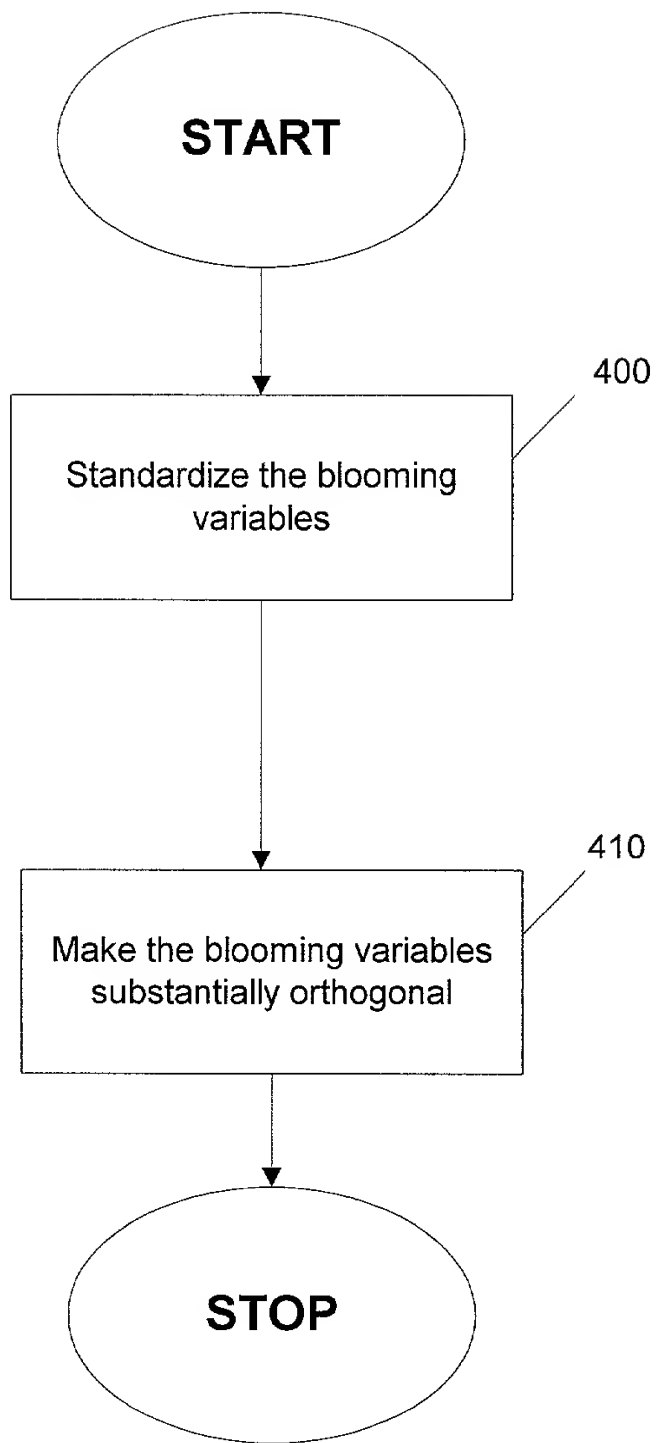 START
400
Standardize the blooming
variables
410
Make the blooming variables
substantially orthogonal
STOP